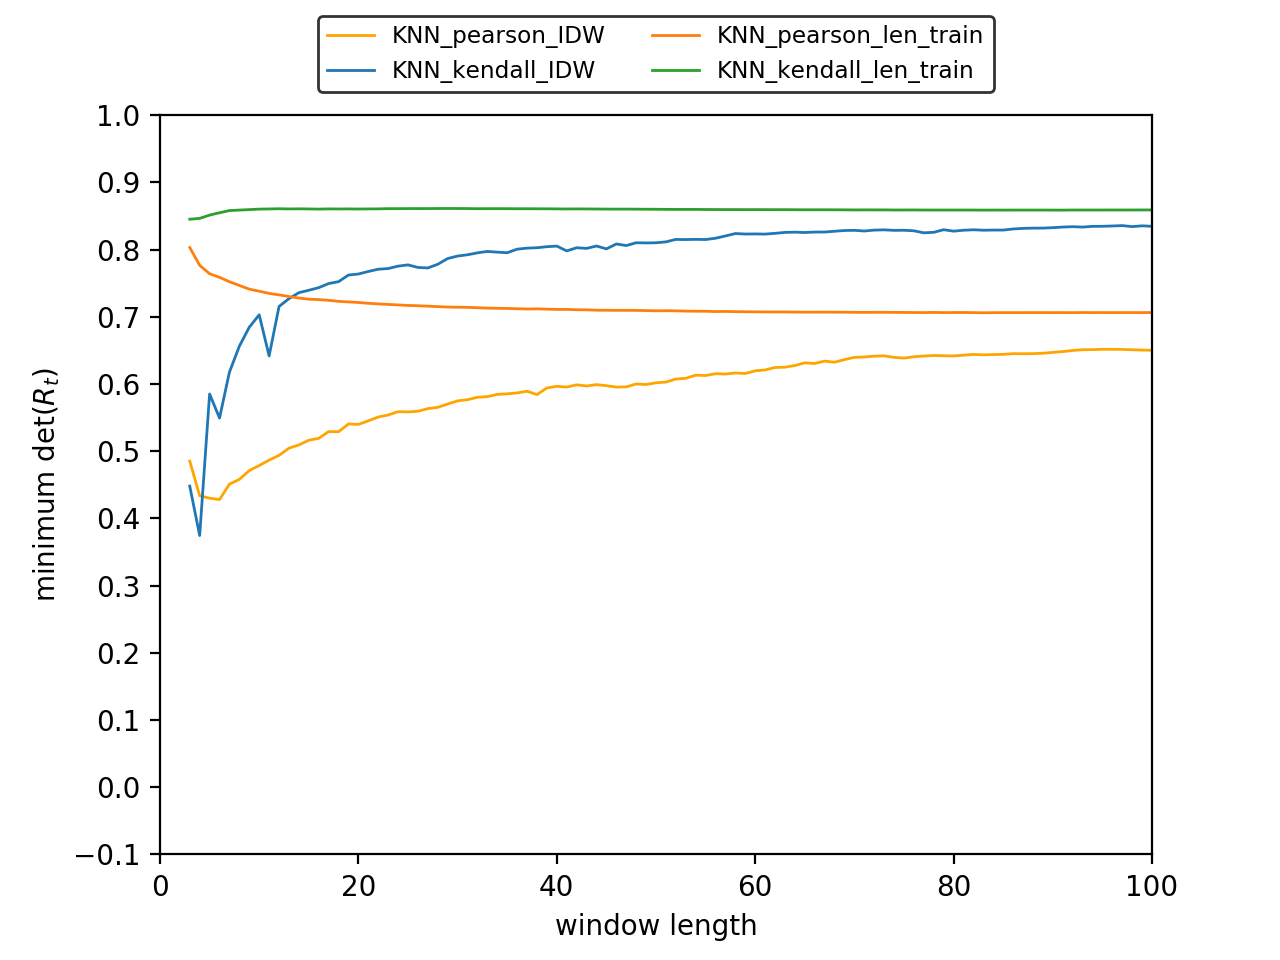 KNN_pearson_IDW KNN_pearson_len_train
KNN_kendall_IDW KNN_kendall_len_train
1.0
0.9
0.8
0.7
0.6
0.5
0.4
0.3
0.2
0.1
0.0
−0.1
minimum det(R_t)
0 20 40 60 80 100
window length